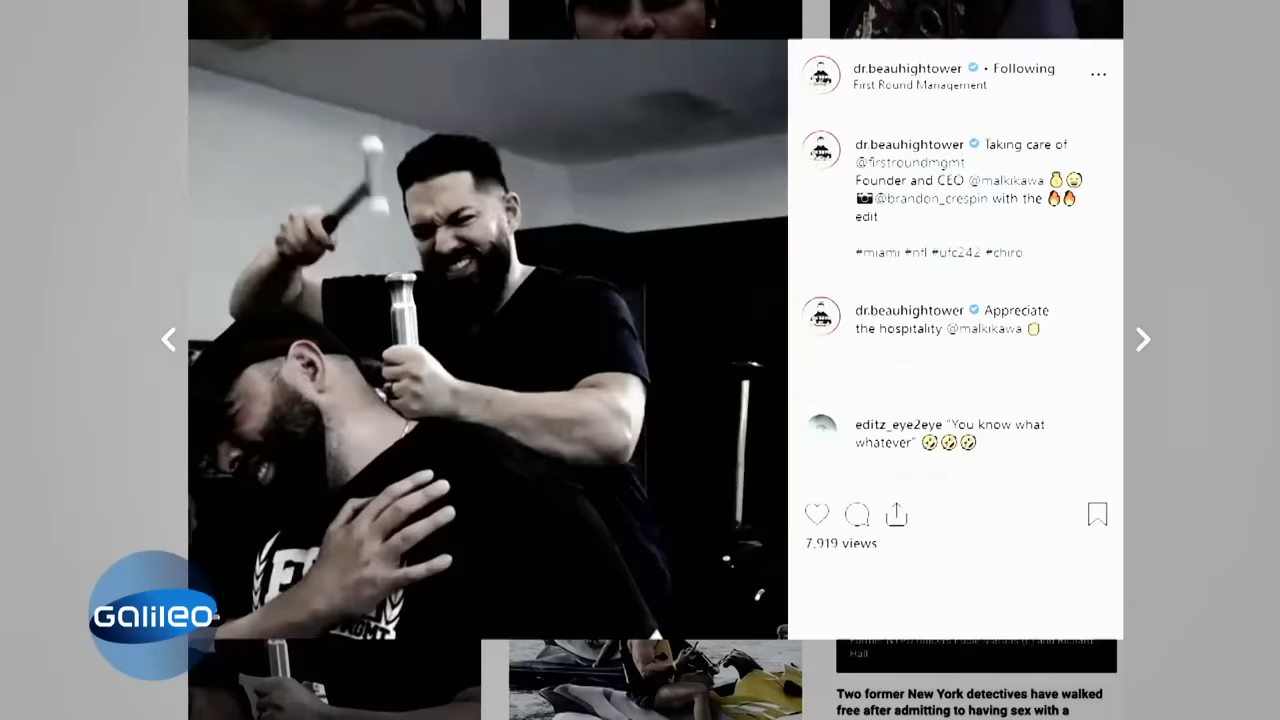 dr.beauhightower • Following
First Round Management
dr.beauhightower Taking care of
@firstroundmgmt
Founder and CEO @malkikawa
@brandon_crespin with the
edit
#miami #nfl #ufc242 #chiro
dr.beauhightower Appreciate
the hospitality @malkikawa
editz_eye2eye "You know what
whatever"
7,919 views
Galileo
Hall
Two former New York detectives have walked
free after admitting to having sex with a